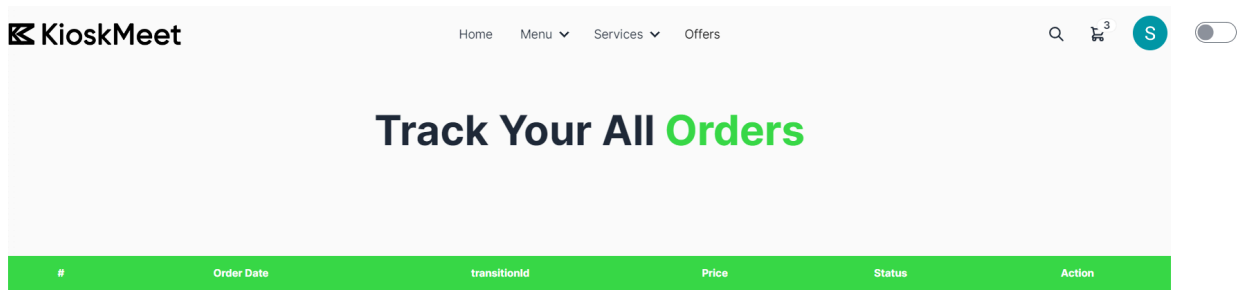 KioskMeet
Home Menu Services Offers
3
S
Track Your All Orders
# Order Date transitionId Price Status Action